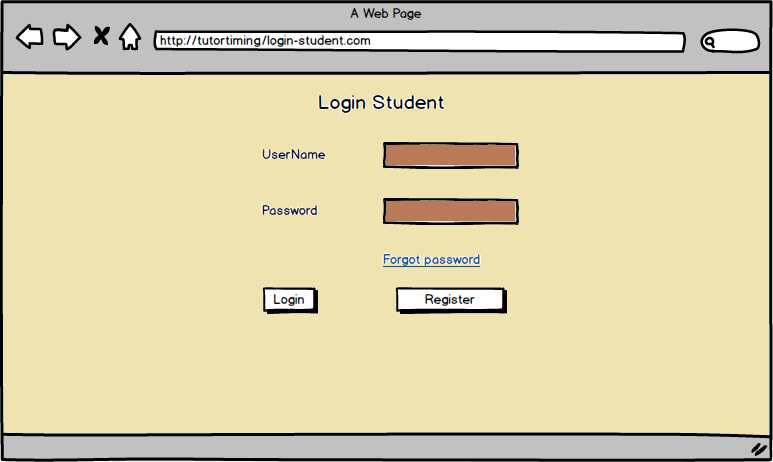 A Web Page
http://tutortiming/login-student.com
Login Student
UserName
Password
Forgot password
Login
Register